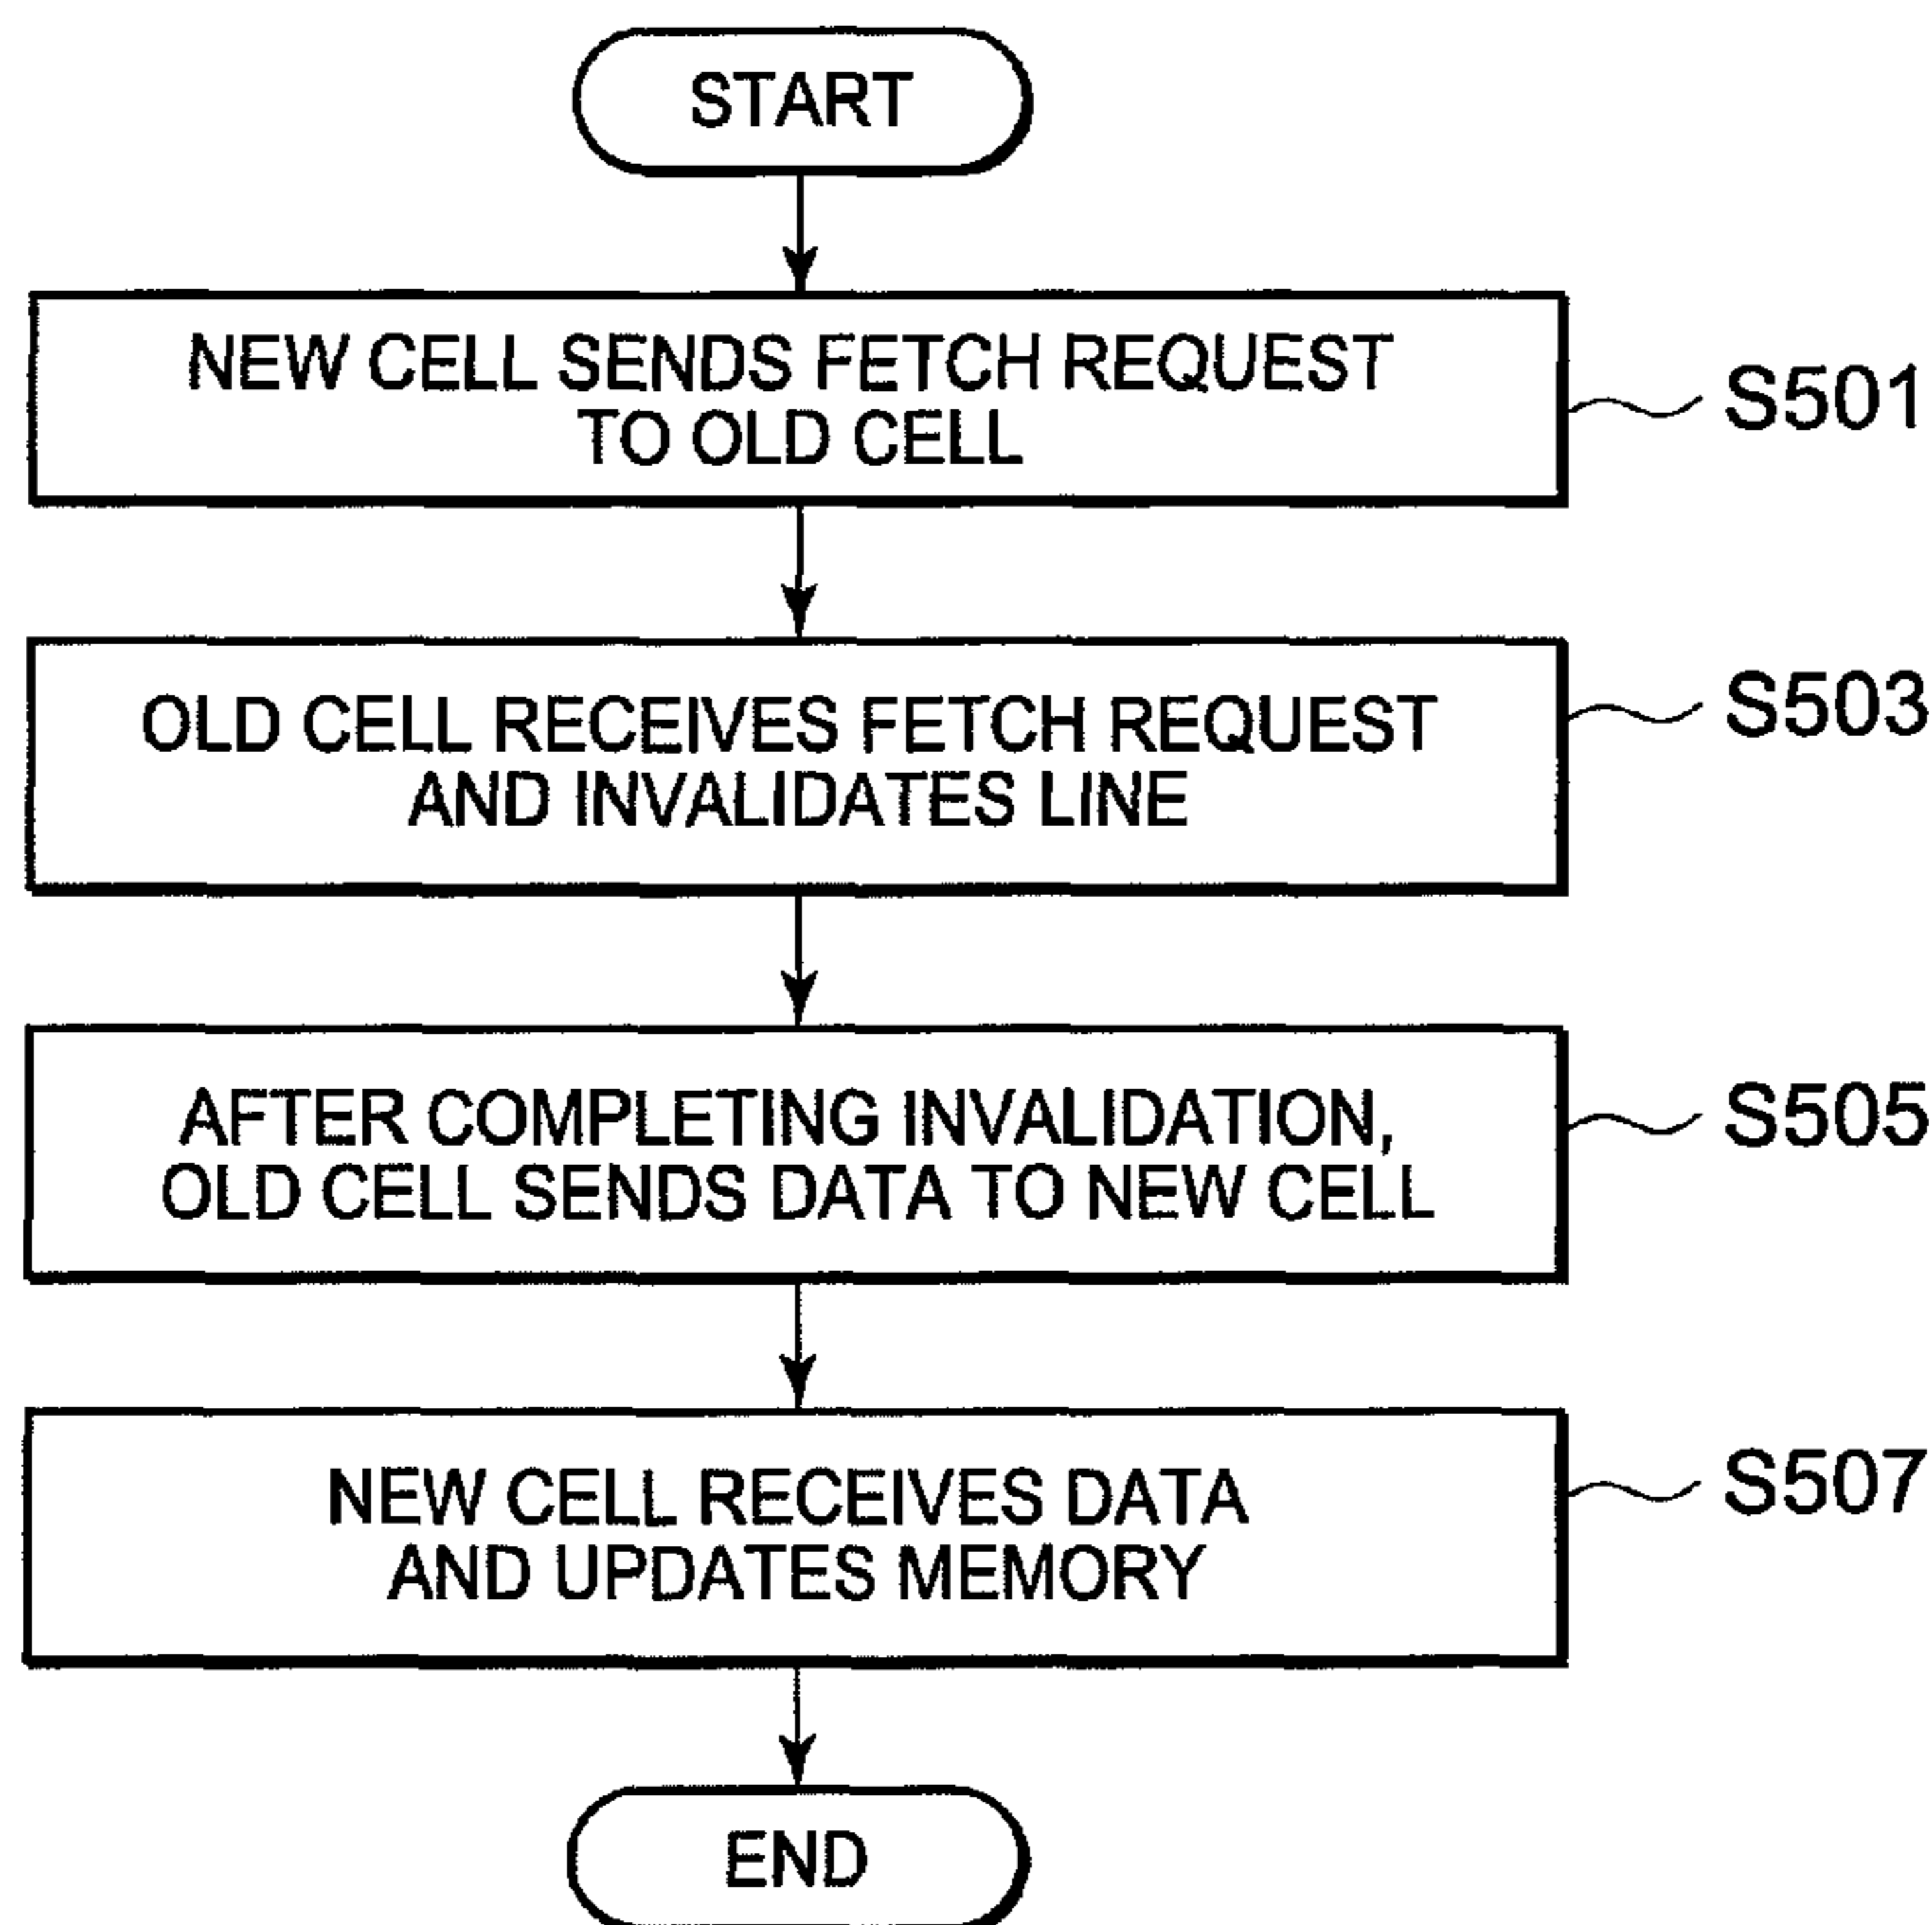 START
NEW CELL SENDS FETCH REQUEST
TO OLD CELL
S501
OLD CELL RECEIVES FETCH REQUEST
AND INVALIDATES LINE
S503
AFTER COMPLETING INVALIDATION,
OLD CELL SENDS DATA TO NEW CELL
S505
NEW CELL RECEIVES DATA
AND UPDATES MEMORY
S507
END